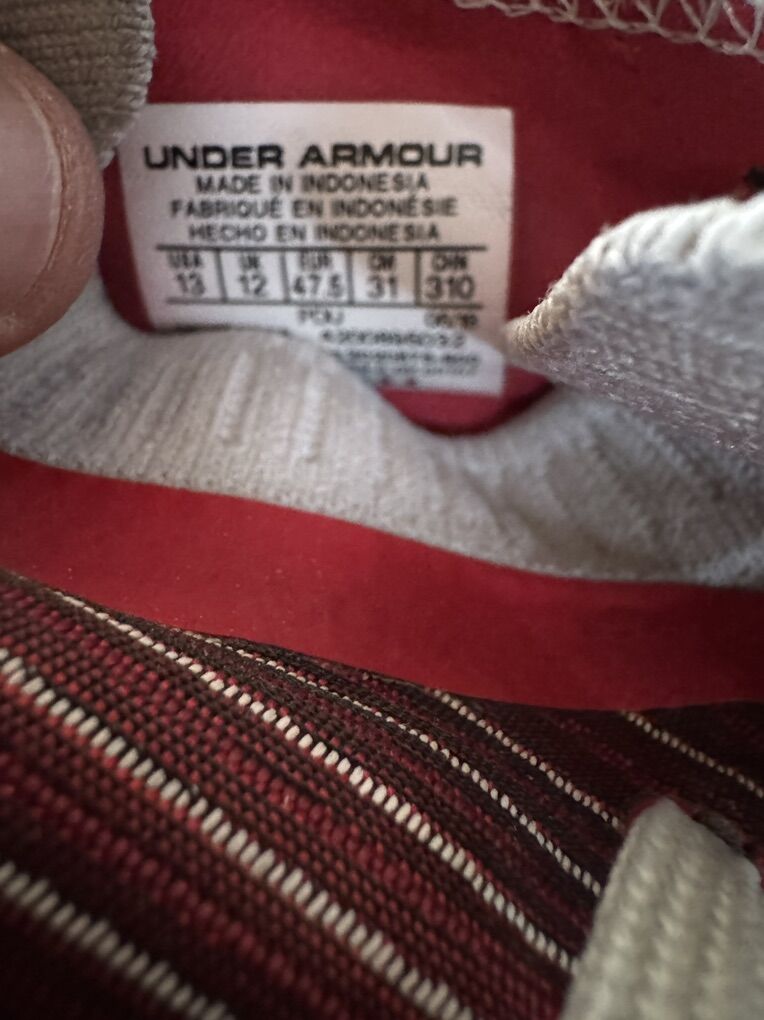 UNDER ARMOUR
MADE IN INDONESIA
FABRIQUÉ EN INDONÉSIE
HECHO EN INDONESIA
USA UK EUR CM CHN
13 12 47.5 31 310